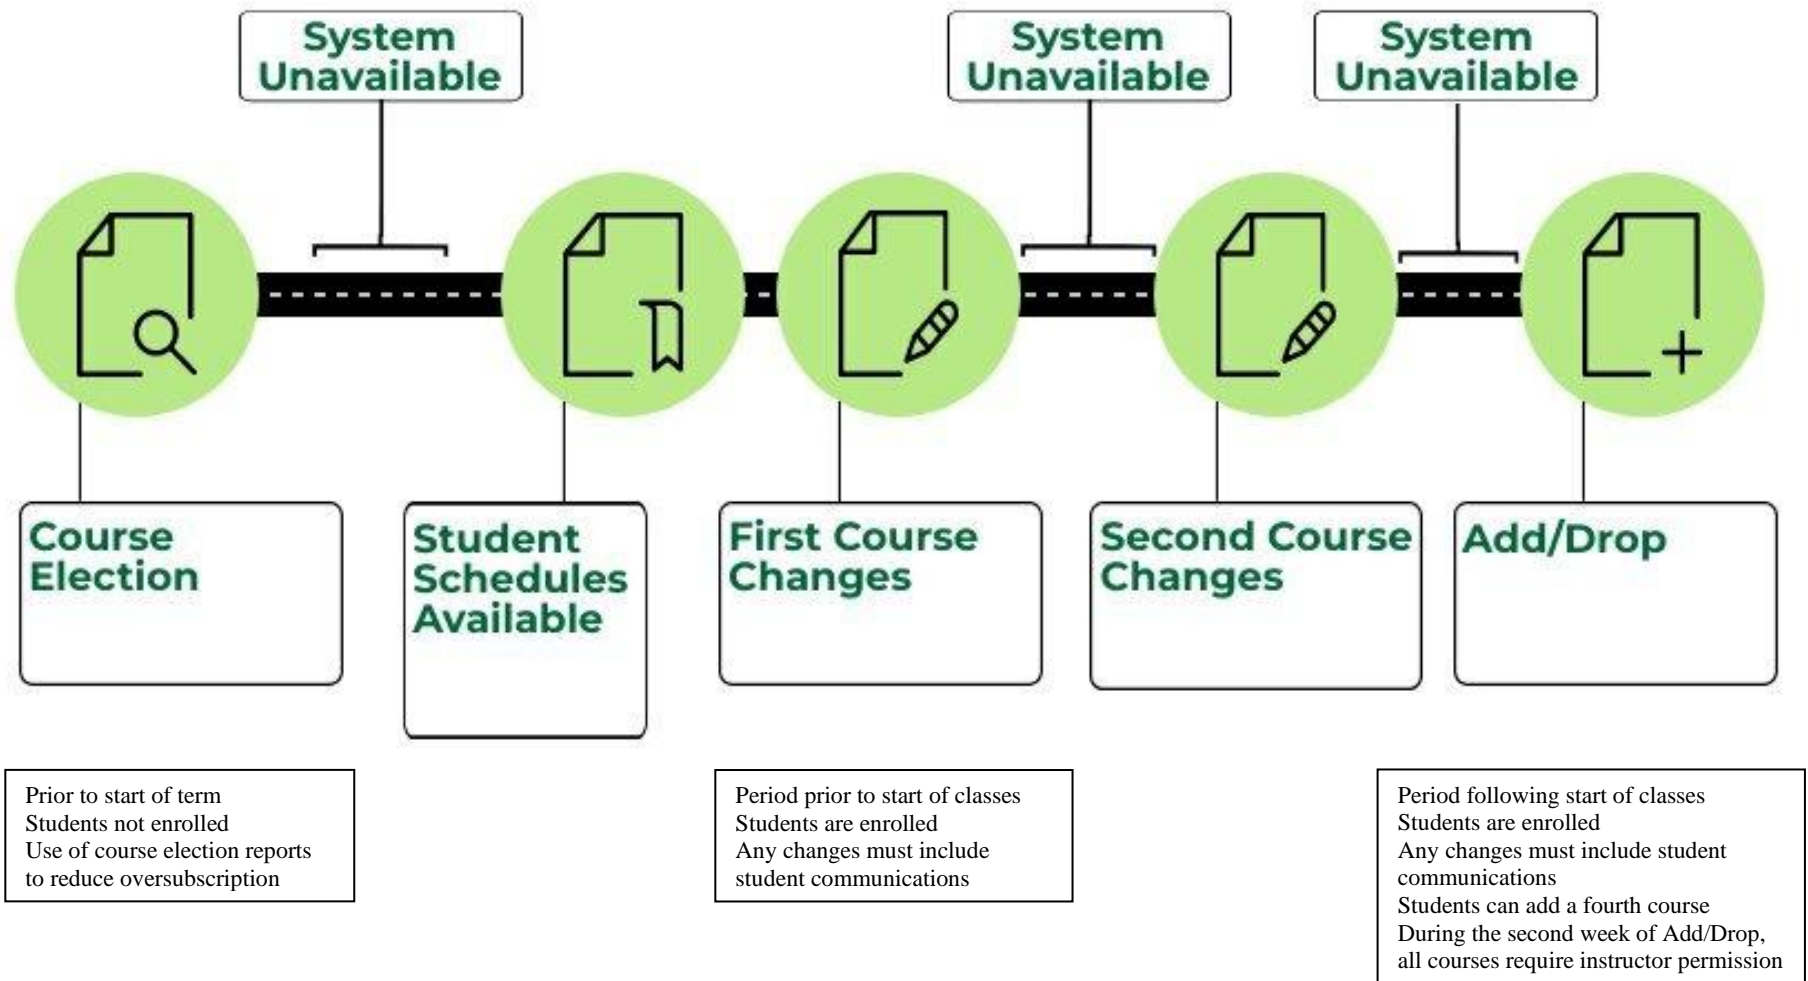 System
Unavailable
System
Unavailable
System
Unavailable
Course
Election
Student
Schedules
Available
First Course
Changes
Second Course
Changes
Add/Drop
Prior to start of term
Students not enrolled
Use of course election reports
to reduce oversubscription
Period prior to start of classes
Students are enrolled
Any changes must include
student communications
Period following start of classes
Students are enrolled
Any changes must include student
communications
Students can add a fourth course
During the second week of Add/Drop,
all courses require instructor permission